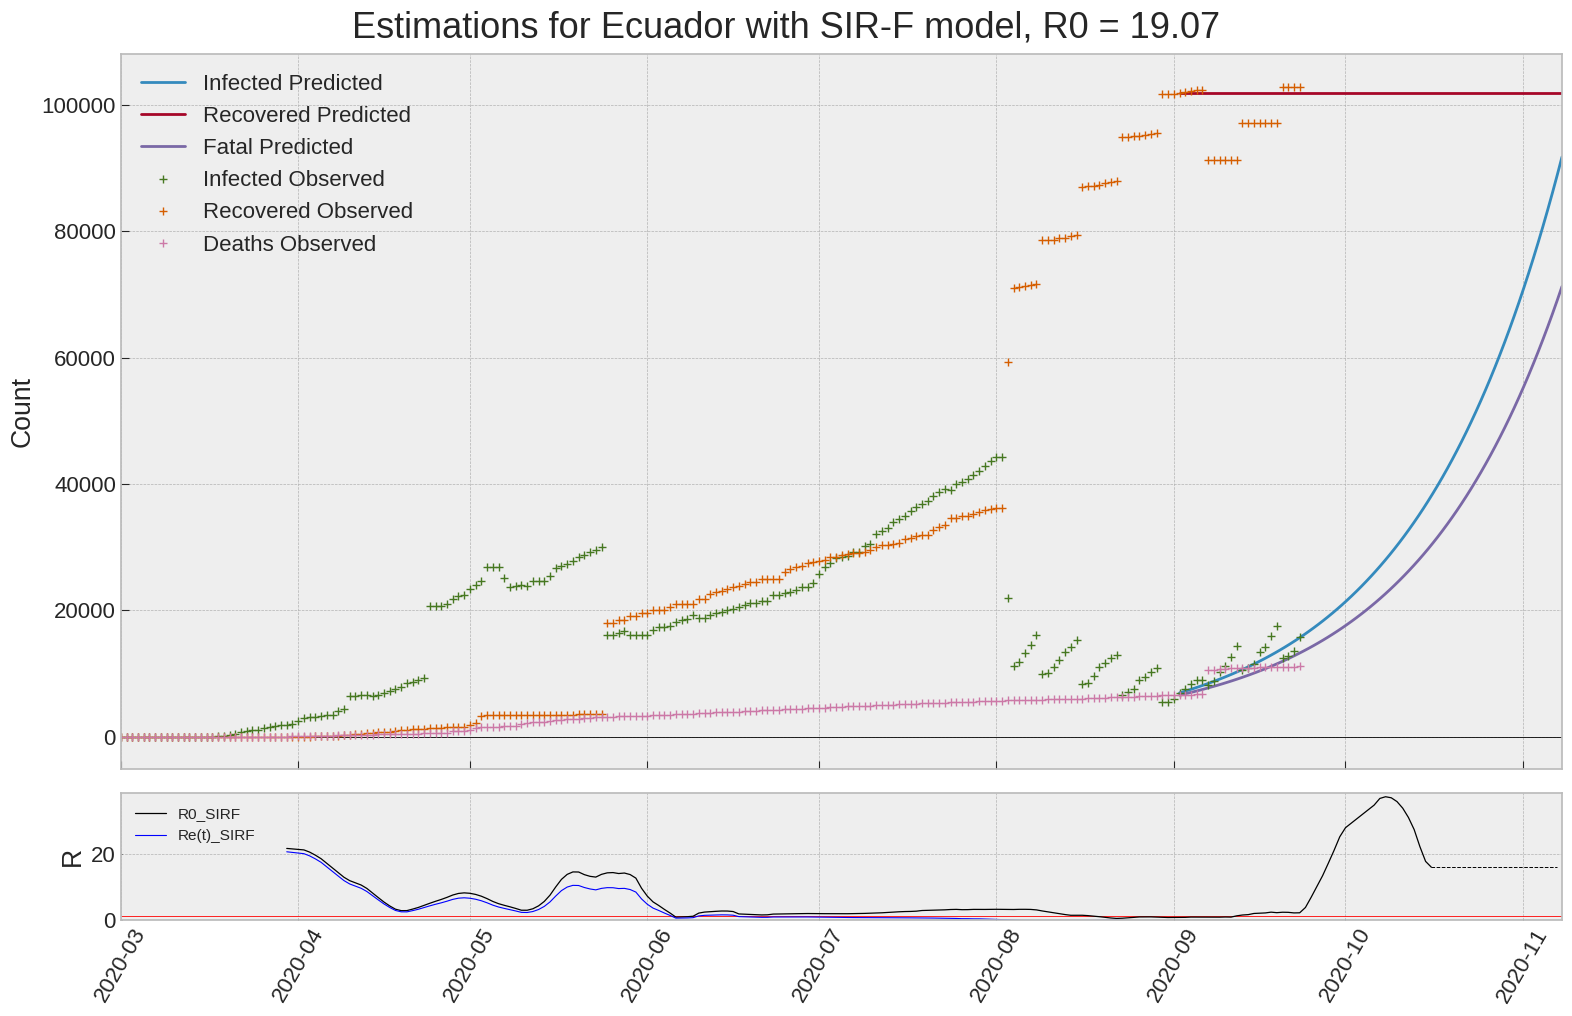 Estimations for Ecuador with SIR-F model, R0 = 19.07
Infected Predicted
Recovered Predicted
Fatal Predicted
Infected Observed
Recovered Observed
Deaths Observed
Count
100000
80000
60000
40000
20000
0
R0_SIRF
Re(t)_SIRF
R
20
0
2020-03
2020-04
2020-05
2020-06
2020-07
2020-08
2020-09
2020-10
2020-11